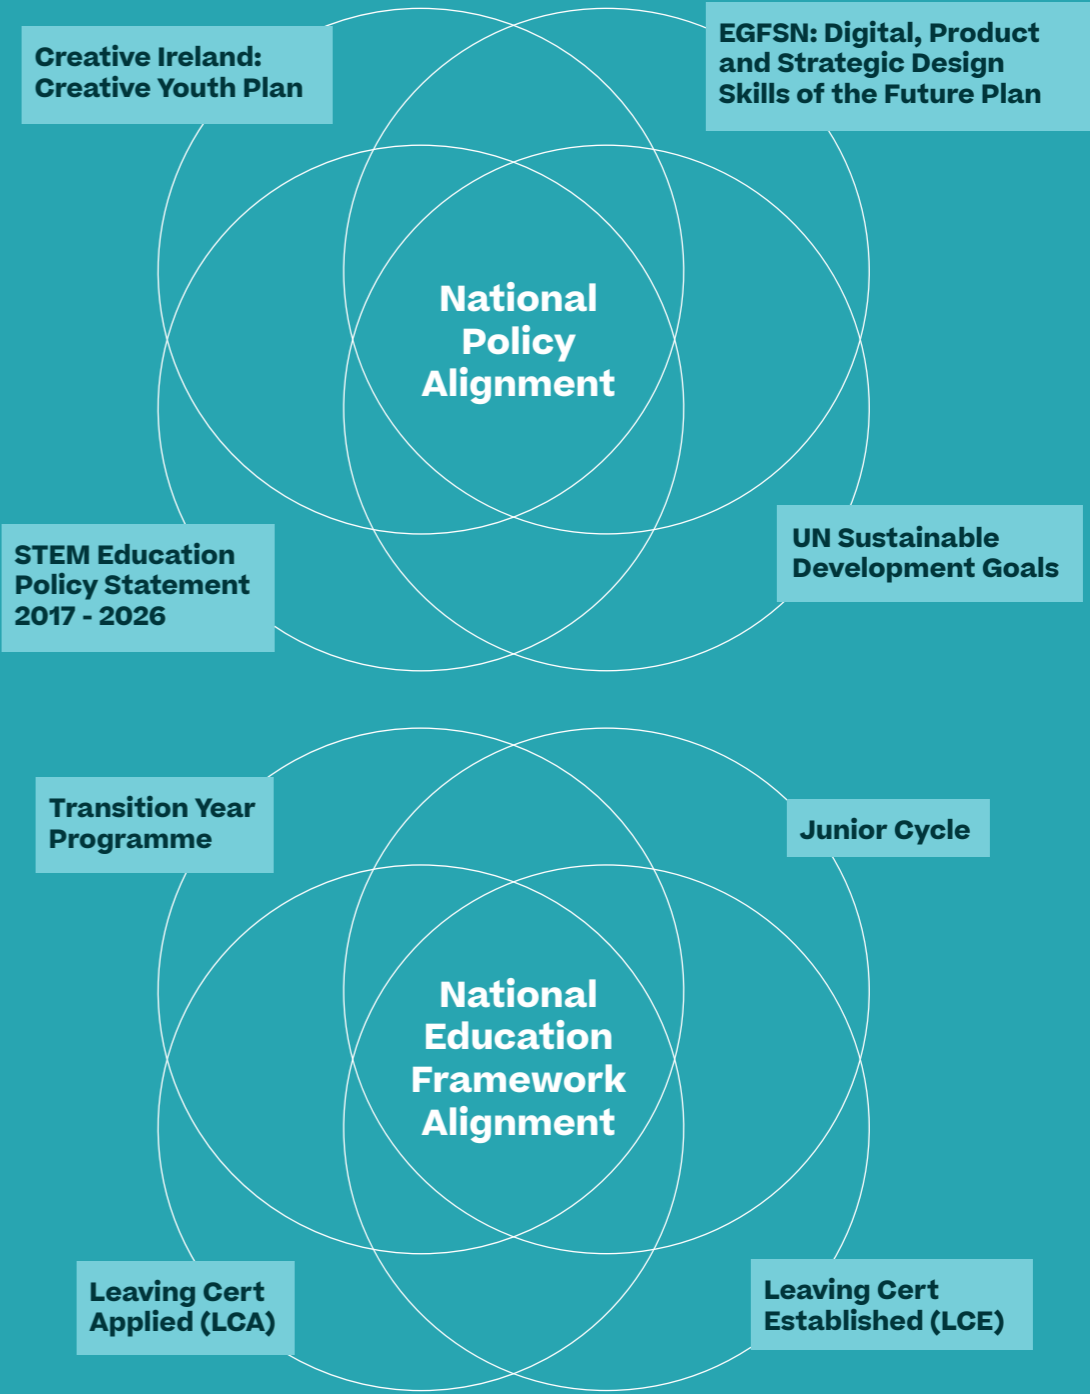 Creative Ireland:
Creative Youth Plan
EGFSN: Digital, Product
and Strategic Design
Skills of the Future Plan
National
Policy
Alignment
STEM Education
Policy Statement
2017 - 2026
UN Sustainable
Development Goals
Transition Year
Programme
Junior Cycle
National
Education
Framework
Alignment
Leaving Cert
Applied (LCA)
Leaving Cert
Established (LCE)